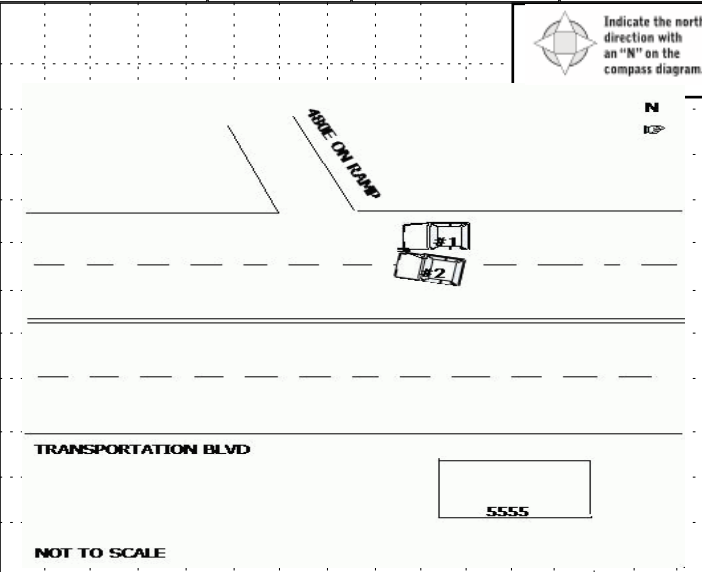 Indicate the north
direction with
an “N” on the
compass diagram.
N
480E ON RAMP
#1
#2
TRANSPORTATION BLVD
5555
NOT TO SCALE